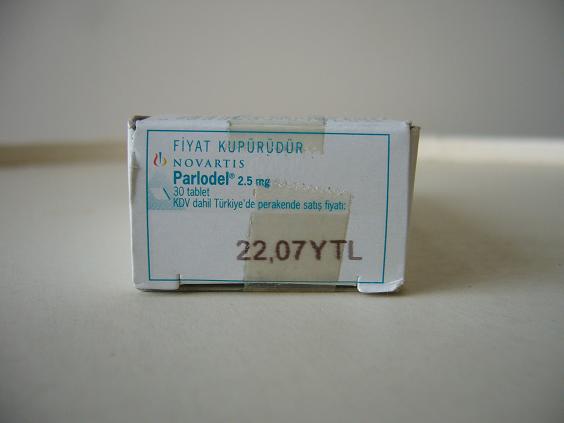 FİYAT KUPÜRÜDÜR
NOVARTIS
Parlodel® 2.5 mg
30 tablet
KDV dahil Türkiye'de perakende satış fiyatı:
22,07YTL